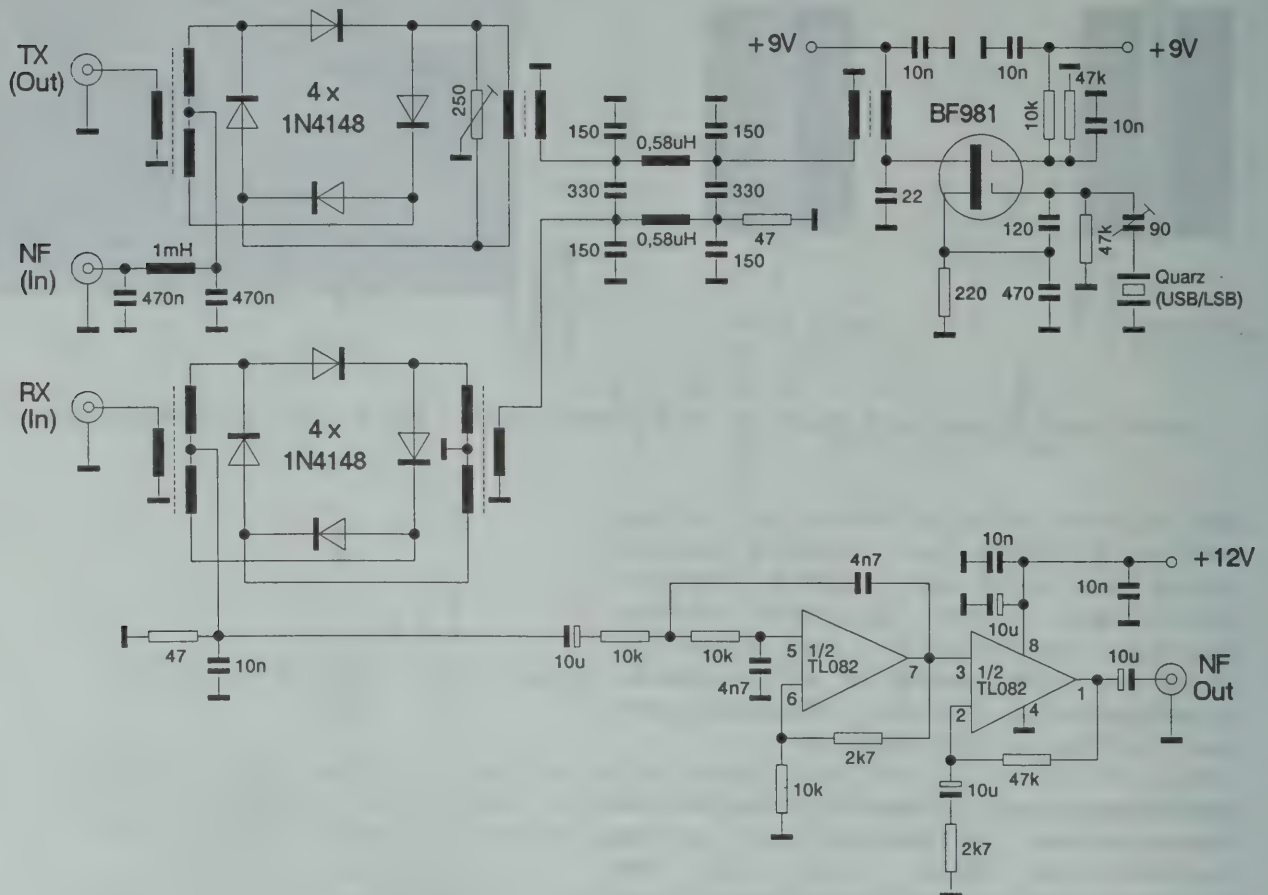 TX
(Out)
4 x
1N4148
250
NF
(In)
1mH
470n
470n
RX
(In)
4 x
1N4148
150
0,58uH
150
330
330
0,58uH
47
150
150
+9V
10n
10n
+9V
47k
10k
10n
BF981
22
120
47k
90
220
470
Quarz
(USB/LSB)
47
10n
10u
10k
10k
4n7
4n7
5
6
1/2
TL082
7
2k7
10k
10n
10u
+12V
10n
8
3
2
1/2
TL082
4
1
10u
NF
Out
47k
10u
2k7